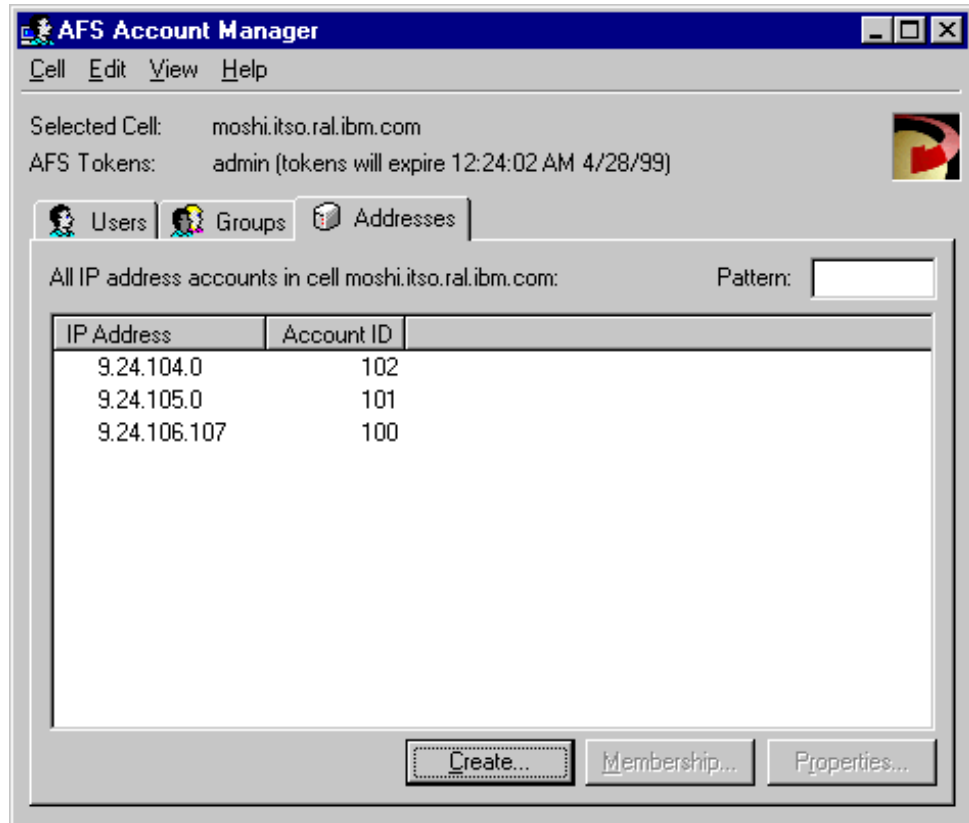 AFS Account Manager
Cell Edit View Help
Selected Cell: moshi.itso.ral.ibm.com
AFS Tokens: admin (tokens will expire 12:24:02 AM 4/28/99)
Users Groups Addresses
All IP address accounts in cell moshi.itso.ral.ibm.com: Pattern:
IP Address Account ID
9.24.104.0 102
9.24.105.0 101
9.24.106.107 100
Create... Membership... Properties...